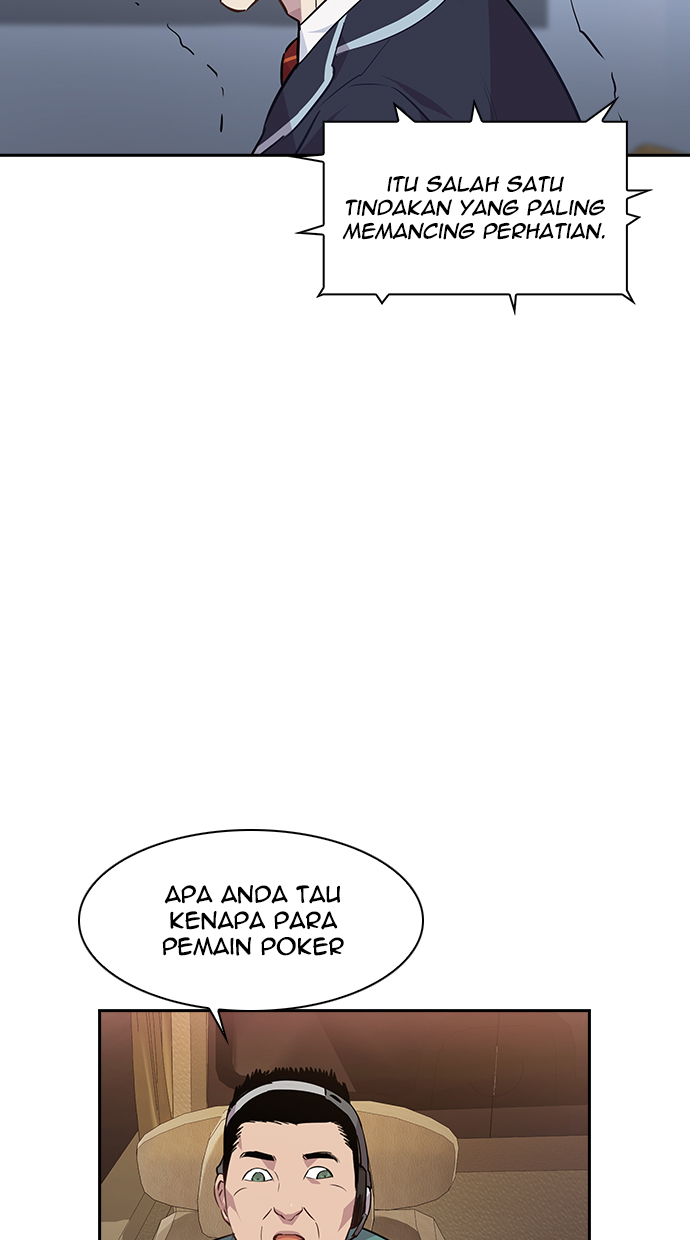 ITU SALAH SATU
TINDAKAN YANG PALING
MEMANCING PERHATIAN.
APA ANDA TAU
KENAPA PARA
PEMAIN POKER